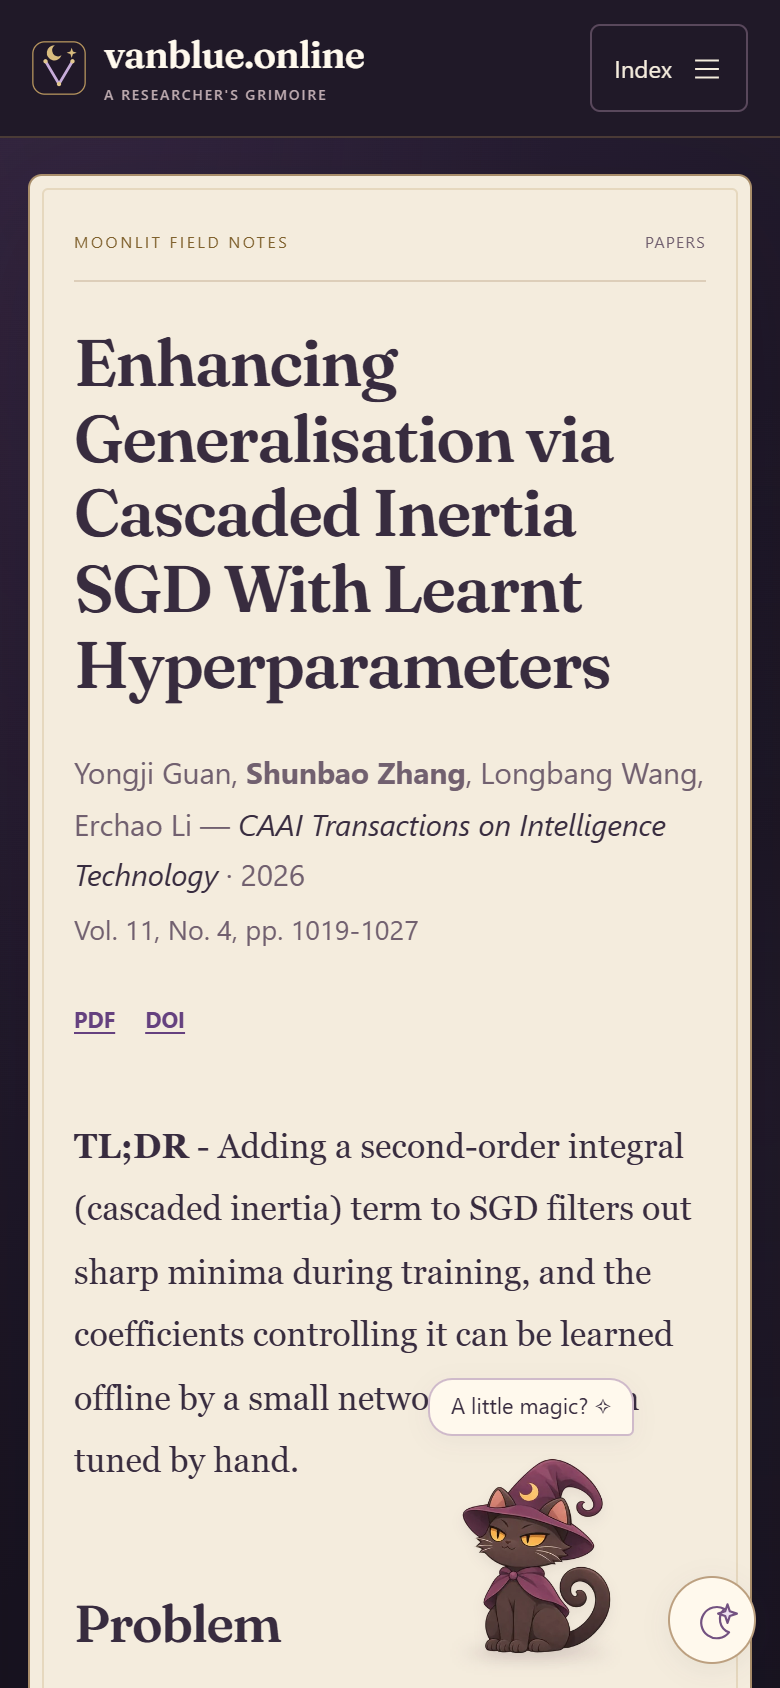 vanblue.online
A RESEARCHER'S GRIMOIRE
Index
MOONLIT FIELD NOTES
PAPERS
Enhancing
Generalisation via
Cascaded Inertia
SGD With Learnt
Hyperparameters
Yongji Guan, Shunbao Zhang, Longbang Wang,
Erchao Li — CAAI Transactions on Intelligence
Technology · 2026
Vol. 11, No. 4, pp. 1019-1027
PDF DOI
TL;DR - Adding a second-order integral
(cascaded inertia) term to SGD filters out
sharp minima during training, and the
coefficients controlling it can be learned
offline by a small
A little magic? ✧
tuned by hand.
Problem